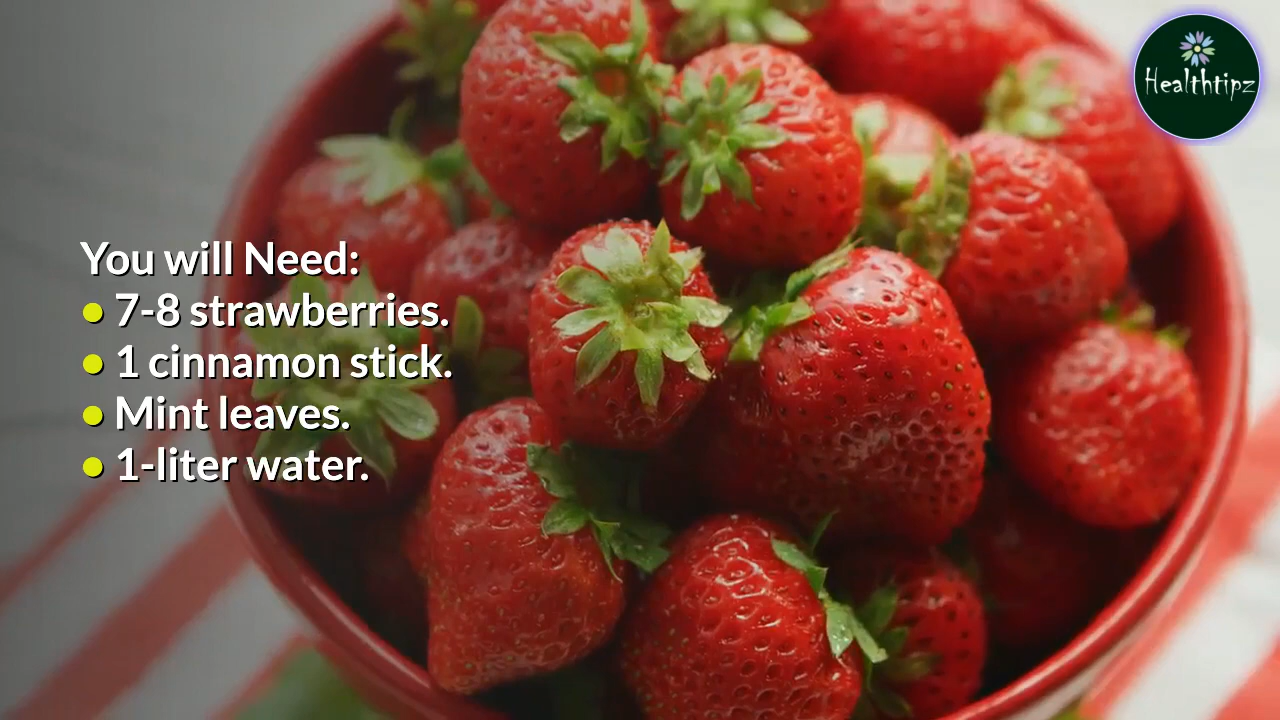 Healthtipz
You will Need:
● 7-8 strawberries.
● 1 cinnamon stick.
● Mint leaves.
● 1-liter water.